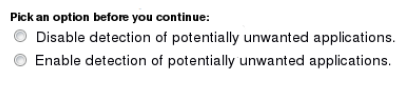 Pick an option before you continue:
Disable detection of potentially unwanted applications.
Enable detection of potentially unwanted applications.